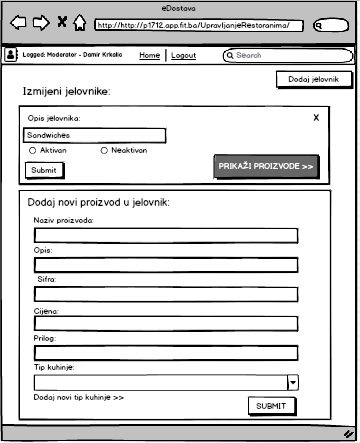 eDostava
http://http://p1712.app.fit.ba/UpravljanjeRestoranima/
Logged: Moderator - Damir Krkalic
Home
Logout
Search
Dodaj jelovnik
Izmijeni jelovnike:
Opis jelovnika:
X
Sandwiches
Aktivan
Neaktivan
Submit
PRIKAŽI PROIZVODE >>
Dodaj novi proizvod u jelovnik:
Naziv proizvoda:
Opis:
Sifra:
Cijena:
Prilog:
Tip kuhinje:
Dodaj novi tip kuhinje >>
SUBMIT